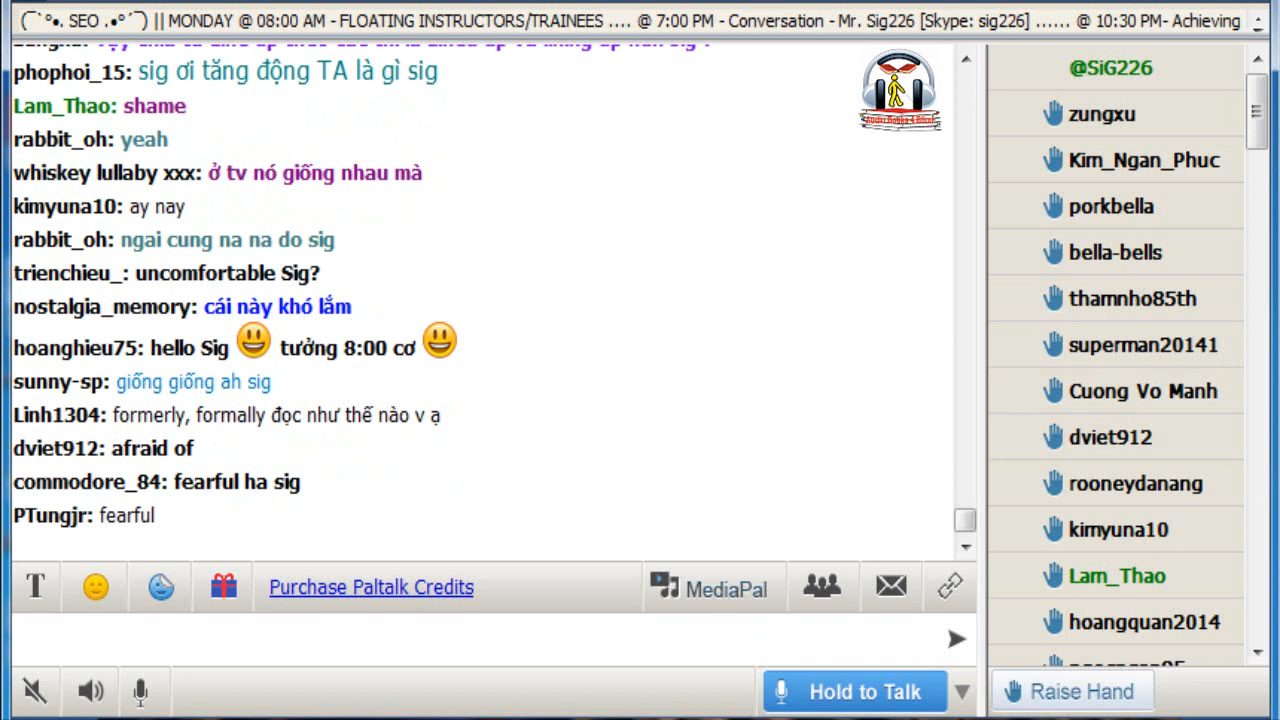 (¯`°•. SEO .•°´¯) || MONDAY @ 08:00 AM - FLOATING INSTRUCTORS/TRAINEES .... @ 7:00 PM - Conversation - Mr. Sig226 [Skype: sig226] ...... @ 10:30 PM- Achieving
phophoi_15: sig ơi tăng động TA là gì sig
Lam_Thao: shame
rabbit_oh: yeah
whiskey lullaby xxx: ở tv nó giống nhau mà
kimyuna10: ay nay
rabbit_oh: ngai cung na na do sig
trienchieu_: uncomfortable Sig?
nostalgia_memory: cái này khó lắm
hoanghieu75: hello Sig tưởng 8:00 cơ
sunny-sp: giống giống ah sig
Linh1304: formerly, formally đọc như thế nào v ạ
dviet912: afraid of
commodore_84: fearful ha sig
PTungjr: fearful
Audio Books 4 Blind
@SiG226
zungxu
Kim_Ngan_Phuc
porkbella
bella-bells
thamnho85th
superman20141
Cuong Vo Manh
dviet912
rooneydanang
kimyuna10
Lam_Thao
hoangquan2014
T
Purchase Paltalk Credits
MediaPal
Hold to Talk
Raise Hand